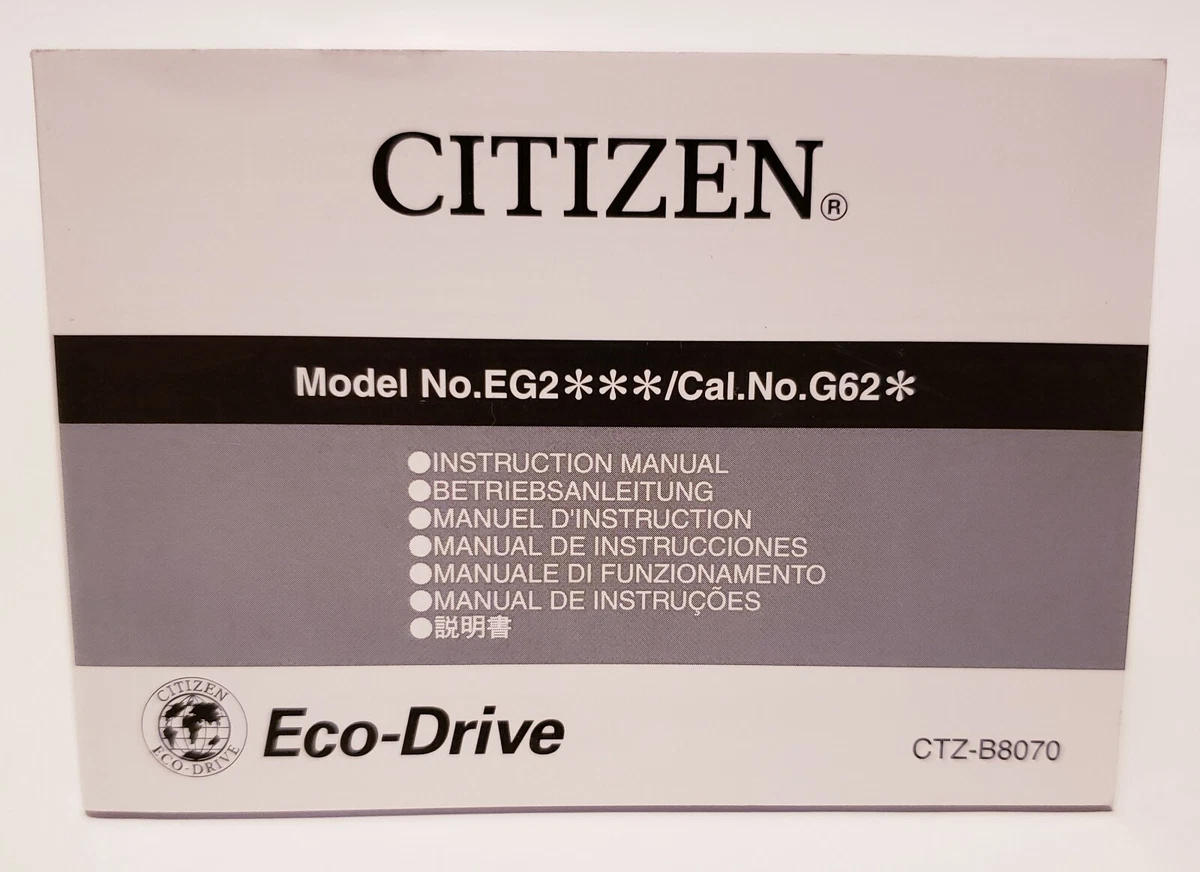 CITIZEN®
Model No.EG2✻✻✻/Cal.No.G62✻
●INSTRUCTION MANUAL
●BETRIEBSANLEITUNG
●MANUEL D'INSTRUCTION
●MANUAL DE INSTRUCCIONES
●MANUALE DI FUNZIONAMENTO
●MANUAL DE INSTRUÇÕES
●説明書
CITIZEN
ECO-DRIVE
Eco-Drive
CTZ-B8070